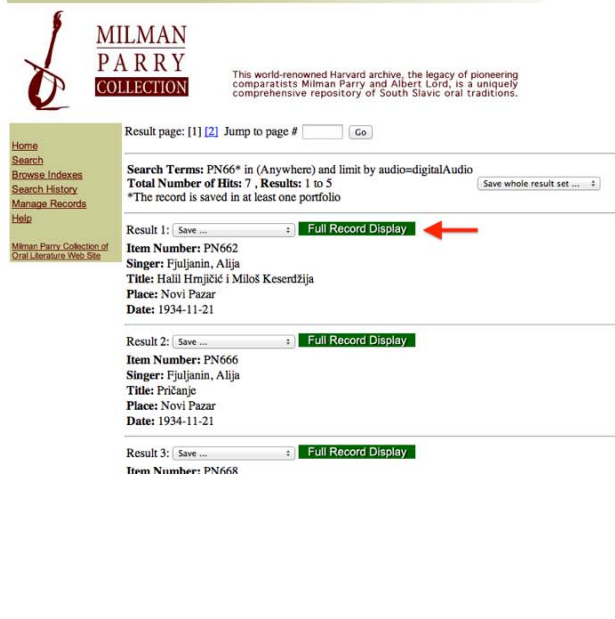 MILMAN
PARRY
COLLECTION
This world-renowned Harvard archive, the legacy of pioneering
comparatists Milman Parry and Albert Lord, is a uniquely
comprehensive repository of South Slavic oral traditions.
Home
Search
Browse Indexes
Search History
Manage Records
Help
Milman Parry Collection of
Oral Literature Web Site
Result page: [1] [2] Jump to page # Go
Search Terms: PN66* in (Anywhere) and limit by audio=digitalAudio
Total Number of Hits: 7 , Results: 1 to 5
Save whole result set ...
*The record is saved in at least one portfolio
Result 1: Save ... Full Record Display
Item Number: PN662
Singer: Fjuljanin, Alija
Title: Halil Hrnjičić i Miloš Keserdžija
Place: Novi Pazar
Date: 1934-11-21
Result 2: Save ... Full Record Display
Item Number: PN666
Singer: Fjuljanin, Alija
Title: Pričanje
Place: Novi Pazar
Date: 1934-11-21
Result 3: Save ... Full Record Display
Item Number: PN668